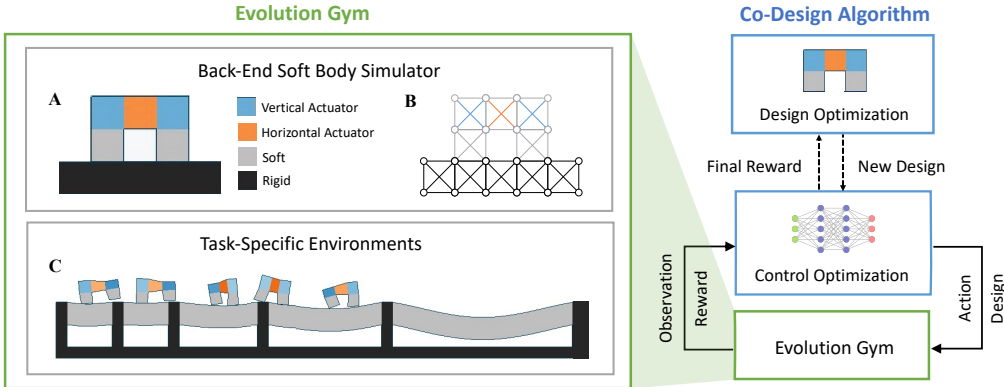 Evolution Gym
Back-End Soft Body Simulator
A
Vertical Actuator
Horizontal Actuator
Soft
Rigid
B
Task-Specific Environments
C
Co-Design Algorithm
Design Optimization
Final Reward
New Design
Control Optimization
Observation
Reward
Action
Design
Evolution Gym